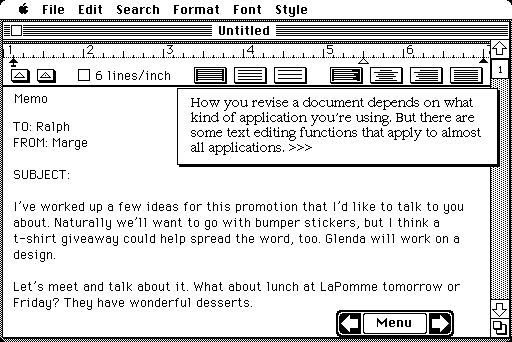 File Edit Search Format Font Style
Untitled
1 2 3 4 5 6 7
6 lines/inch
1
Memo
How you revise a document depends on what
kind of application you're using. But there are
some text editing functions that apply to almost
all applications. >>>
TO: Ralph
FROM: Marge
SUBJECT:
I've worked up a few ideas for this promotion that I'd like to talk to you
about. Naturally we'll want to go with bumper stickers, but I think a
t-shirt giveaway could help spread the word, too. Glenda will work on a
design.
Let's meet and talk about it. What about lunch at LaPomme tomorrow or
Friday? They have wonderful desserts.
Menu